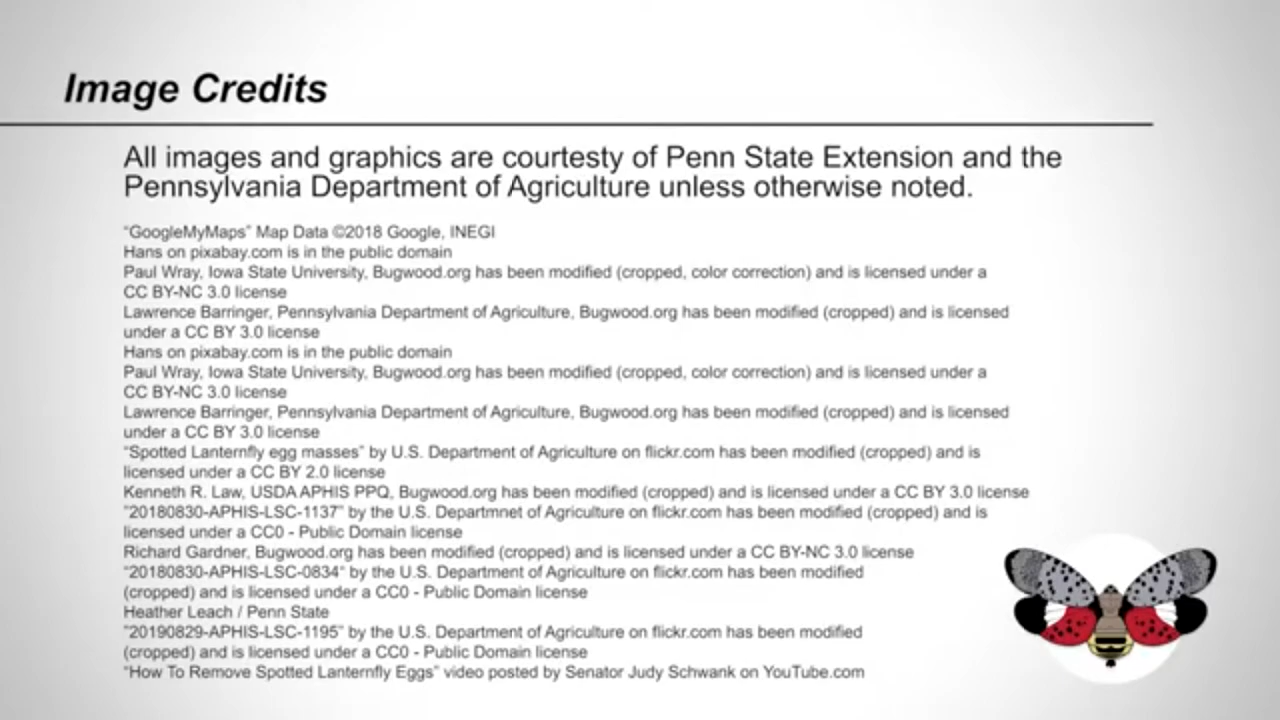 Image Credits
All images and graphics are courtesty of Penn State Extension and the
Pennsylvania Department of Agriculture unless otherwise noted.
“GoogleMyMaps” Map Data ©2018 Google, INEGI
Hans on pixabay.com is in the public domain
Paul Wray, Iowa State University, Bugwood.org has been modified (cropped, color correction) and is licensed under a
CC BY-NC 3.0 license
Lawrence Barringer, Pennsylvania Department of Agriculture, Bugwood.org has been modified (cropped) and is licensed
under a CC BY 3.0 license
Hans on pixabay.com is in the public domain
Paul Wray, Iowa State University, Bugwood.org has been modified (cropped, color correction) and is licensed under a
CC BY-NC 3.0 license
Lawrence Barringer, Pennsylvania Department of Agriculture, Bugwood.org has been modified (cropped) and is licensed
under a CC BY 3.0 license
“Spotted Lanternfly egg masses” by U.S. Department of Agriculture on flickr.com has been modified (cropped) and is
licensed under a CC BY 2.0 license
Kenneth R. Law, USDA APHIS PPQ, Bugwood.org has been modified (cropped) and is licensed under a CC BY 3.0 license
"20180830-APHIS-LSC-1137" by the U.S. Departmnet of Agriculture on flickr.com has been modified (cropped) and is
licensed under a CC0 - Public Domain license
Richard Gardner, Bugwood.org has been modified (cropped) and is licensed under a CC BY-NC 3.0 license
"20180830-APHIS-LSC-0834" by the U.S. Department of Agriculture on flickr.com has been modified
(cropped) and is licensed under a CC0 - Public Domain license
Heather Leach / Penn State
"20190829-APHIS-LSC-1195" by the U.S. Department of Agriculture on flickr.com has been modified
(cropped) and is licensed under a CC0 - Public Domain license
“How To Remove Spotted Lanternfly Eggs” video posted by Senator Judy Schwank on YouTube.com